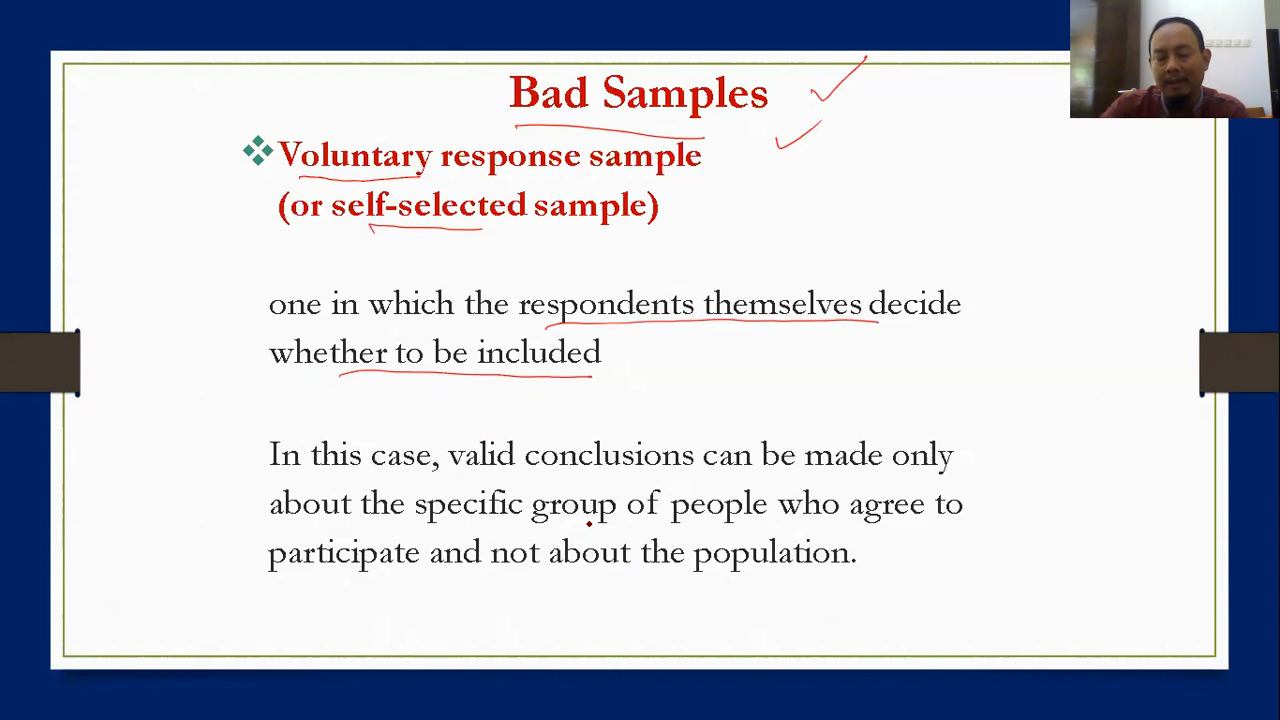 Bad Samples
Voluntary response sample
(or self-selected sample)
one in which the respondents themselves decide
whether to be included
In this case, valid conclusions can be made only
about the specific group of people who agree to
participate and not about the population.